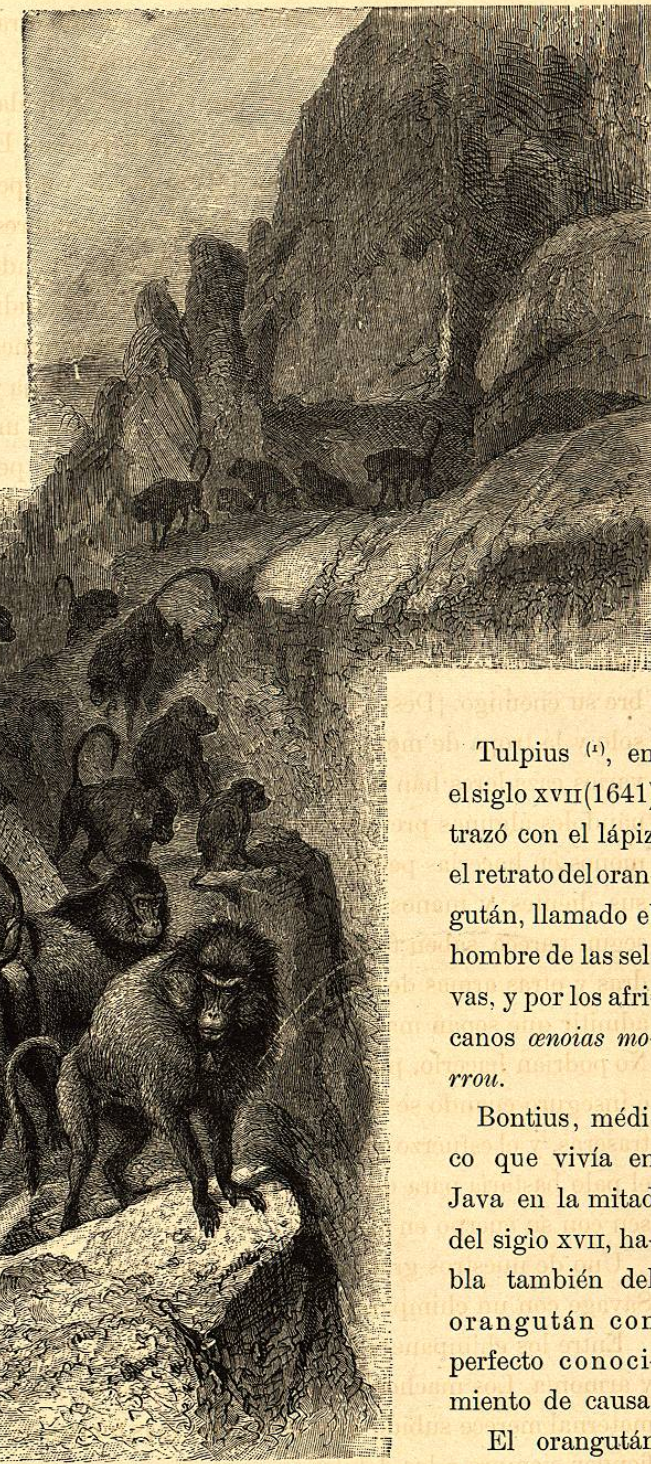 Tulpius (1), en
el siglo XVII (1641)
trazó con el lápiz
el retrato del oran-
gután, llamado el
hombre de las sel-
vas, y por los afri-
canos œnoias mo-
rrou.
Bontius, médi-
co que vivía en
Java en la mitad
del siglo XVII, ha-
bla también del
orangután con
perfecto conoci-
miento de causa
El orangután